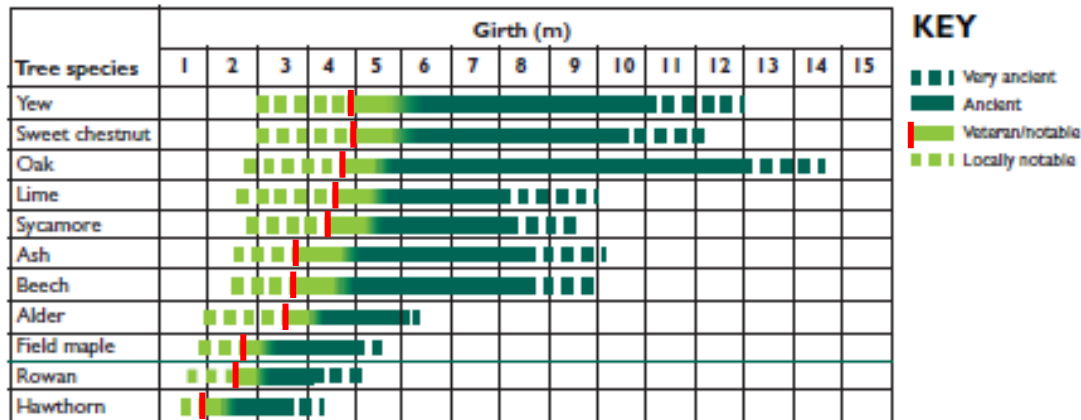 Girth (m)
Tree species 1 2 3 4 5 6 7 8 9 10 11 12 13 14 15
Yew
Sweet chestnut
Oak
Lime
Sycamore
Ash
Beech
Alder
Field maple
Rowan
Hawthorn
KEY
Very ancient
Ancient
Veteran/notable
Locally notable